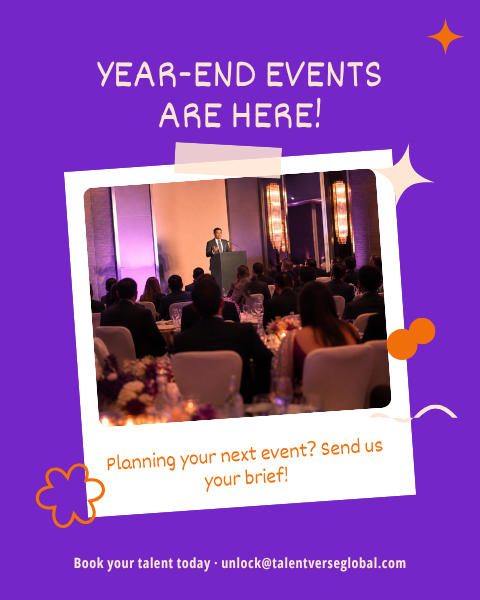 YEAR-END EVENTS
ARE HERE!
Planning your next event? Send us
your brief!
Book your talent today · unlock@talentverseglobal.com